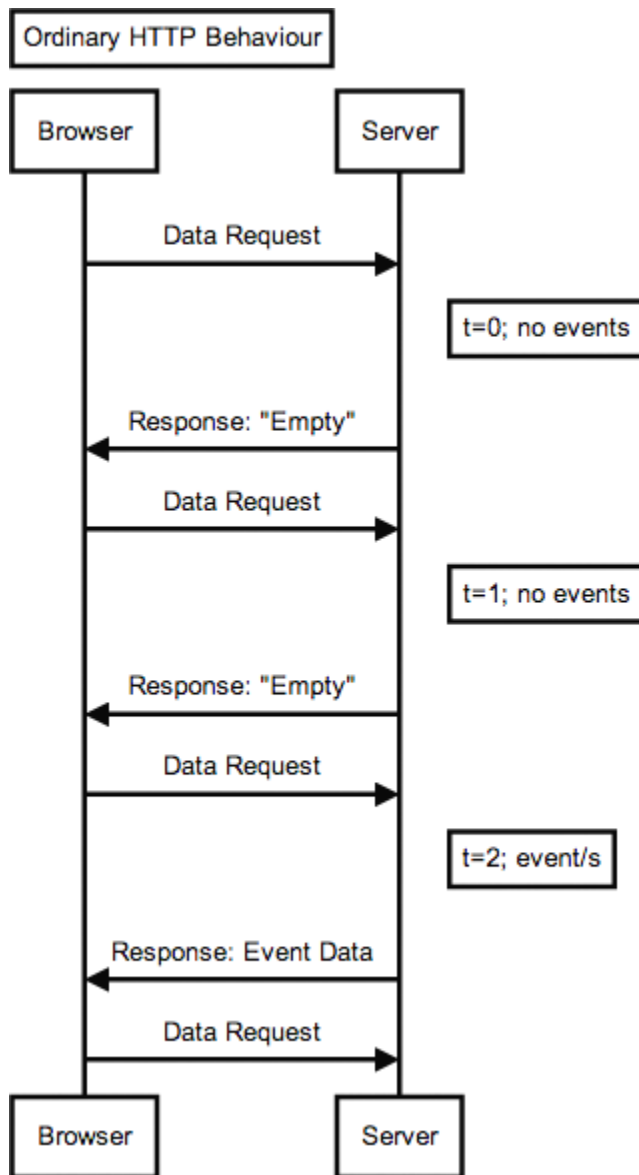 Ordinary HTTP Behaviour
Browser
Server
Data Request
t=0; no events
Response: "Empty"
Data Request
t=1; no events
Response: "Empty"
Data Request
t=2; event/s
Response: Event Data
Data Request
Browser
Server